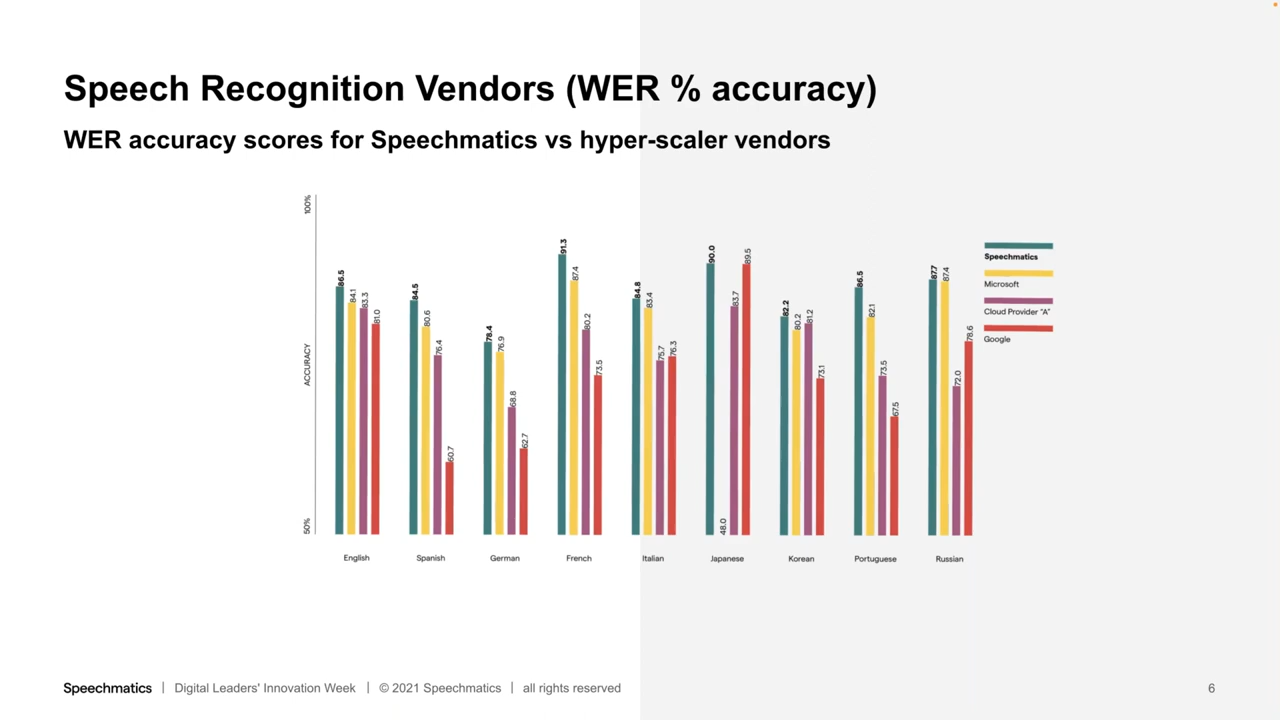 Speech Recognition Vendors (WER % accuracy)
WER accuracy scores for Speechmatics vs hyper-scaler vendors
100%
ACCURACY
50%
86.5 84.1 83.3 81.0
84.5 80.6 76.4 60.7
78.4 76.9 68.8 62.7
91.3 87.4 80.2 73.5
84.8 83.4 75.7 76.3
90.0 48.0 83.7 89.5
82.2 80.2 81.2 73.1
86.5 82.1 73.5 67.5
87.7 87.4 72.0 78.6
English Spanish German French Italian Japanese Korean Portuguese Russian
Speechmatics
Microsoft
Cloud Provider "A"
Google
Speechmatics | Digital Leaders' Innovation Week | © 2021 Speechmatics | all rights reserved
6